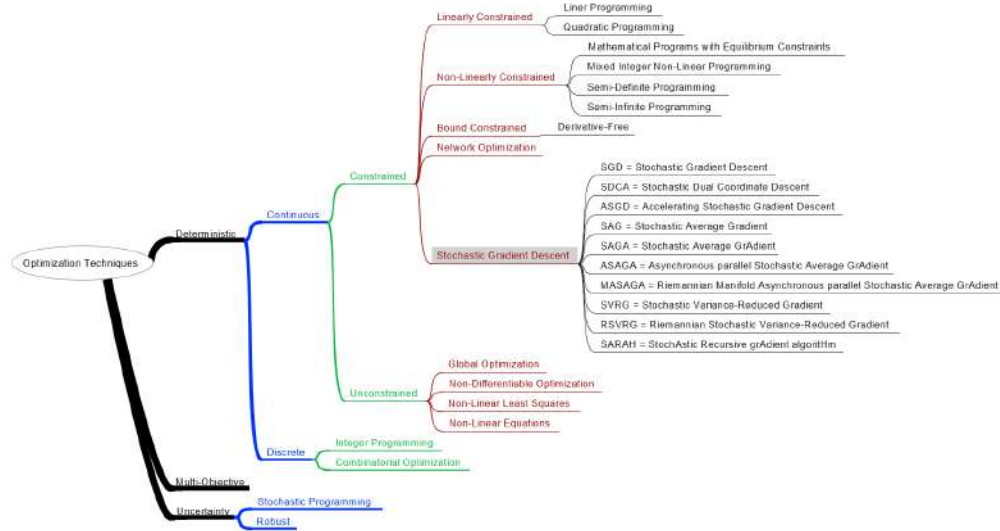 Optimization Techniques
Deterministic
Continuous
Constrained
Linearly Constrained
Liner Programming
Quadratic Programming
Non-Linearly Constrained
Mathematical Programs with Equilibrium Constraints
Mixed Integer Non-Linear Programming
Semi-Definite Programming
Semi-Infinite Programming
Bound Constrained
Derivative-Free
Network Optimization
Stochastic Gradient Descent
SGD = Stochastic Gradient Descent
SDCA = Stochastic Dual Coordinate Descent
ASGD = Accelerating Stochastic Gradient Descent
SAG = Stochastic Average Gradient
SAGA = Stochastic Average GrAdient
ASAGA = Asynchronous parallel Stochastic Average GrAdient
MASAGA = Riemannian Manifold Asynchronous parallel Stochastic Average GrAdient
SVRG = Stochastic Variance-Reduced Gradient
RSVRG = Riemannian Stochastic Variance-Reduced Gradient
SARAH = StochAstic Recursive grAdient algoritHm
Unconstrained
Global Optimization
Non-Differentiable Optimization
Non-Linear Least Squares
Non-Linear Equations
Discrete
Integer Programming
Combinatorial Optimization
Multi-Objective
Uncertainty
Stochastic Programming
Robust